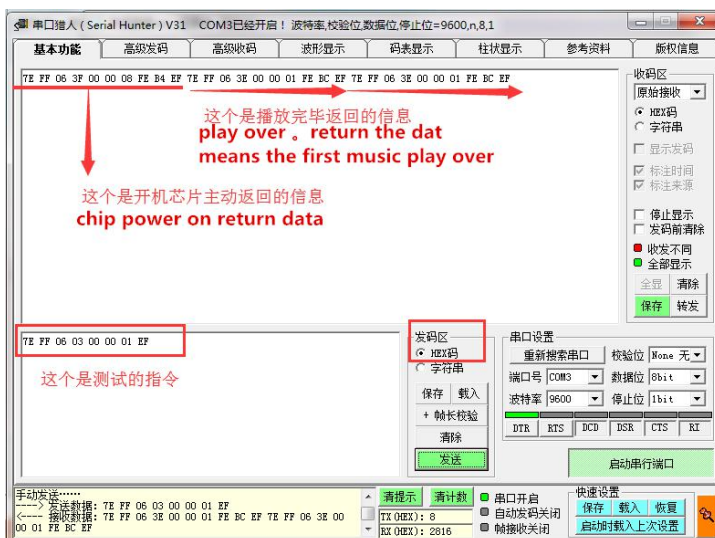 串口猎人 ( Serial Hunter ) V31 COM3已经开启！ 波特率,校验位,数据位,停止位=9600,n,8,1
基本功能 高级发码 高级收码 波形显示 码表显示 柱状显示 参考资料 版权信息
7E FF 06 3F 00 00 08 FE B4 EF 7E FF 06 3E 00 00 01 FE BC EF 7E FF 06 3E 00 00 01 FE BC EF
这个是播放完毕返回的信息
play over 。return the dat
means the first music play over
这个是开机芯片主动返回的信息
chip power on return data
收码区
原始接收
HEX码
字符串
显示发码
标注时间
标注来源
停止显示
发码前清除
收发不同
全部显示
全显 清除
保存 转发
7E FF 06 03 00 00 01 EF
这个是测试的指令
发码区
HEX码
字符串
保存 载入
+ 帧长校验
清除
发送
串口设置
重新搜索串口 校验位 None 无
端口号 COM3 数据位 8bit
波特率 9600 停止位 1bit
DTR RTS DCD DSR CTS RI
启动串行端口
手动发送……
----> 发送数据: 7E FF 06 03 00 00 01 EF
<---- 接收数据: 7E FF 06 3E 00 00 01 FE BC EF 7E FF 06 3E 00
00 01 FE BC EF
清提示 清计数
TX(HEX): 8
RX(HEX): 2816
串口开启
自动发码关闭
帧接收关闭
快速设置
保存 载入 恢复
启动时载入上次设置